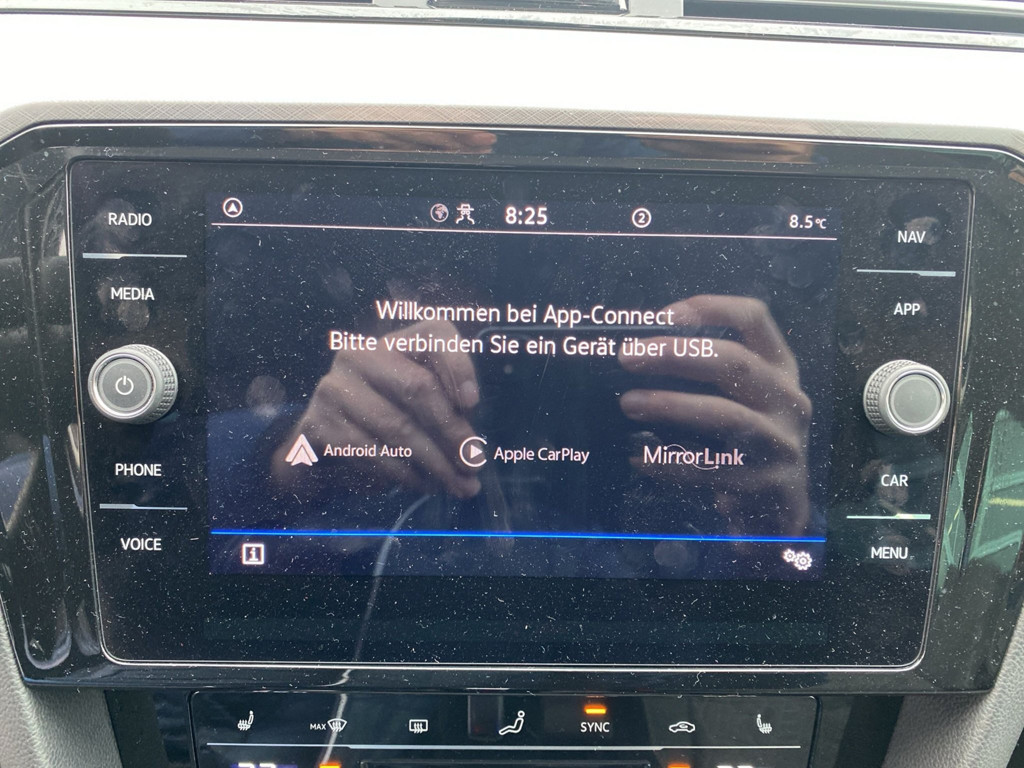 RADIO
MEDIA
PHONE
VOICE
8:25
2
8.5°C
Willkommen bei App-Connect
Bitte verbinden Sie ein Gerät über USB.
Android Auto
Apple CarPlay
MirrorLink
i
NAV
APP
CAR
MENU
MAX
SYNC